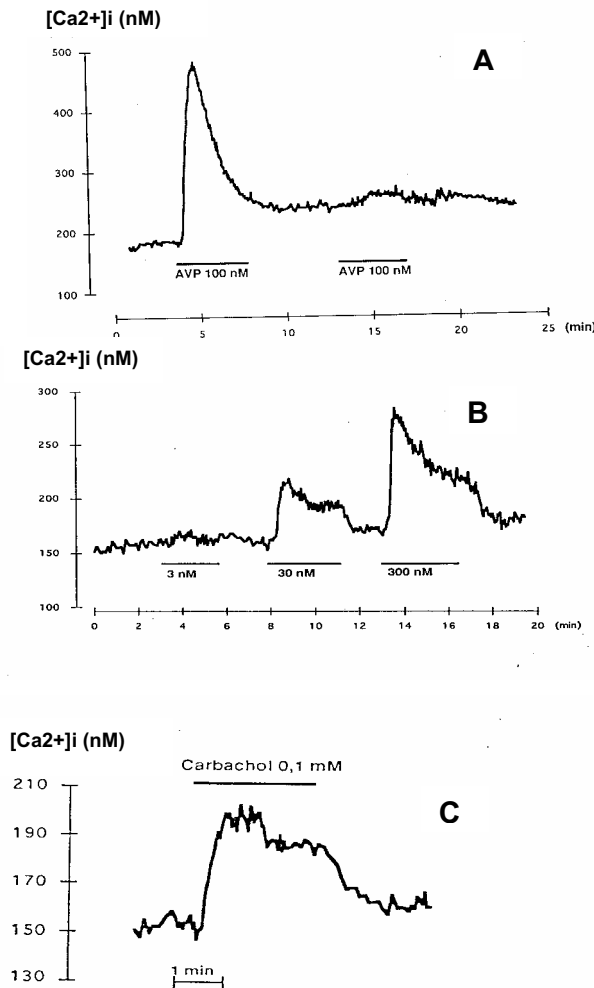 [Ca2+]i (nM)
A
500
400
300
200
100
AVP 100 nM
AVP 100 nM
0
5
10
15
20
25
(min)
[Ca2+]i (nM)
B
300
250
200
150
100
3 nM
30 nM
300 nM
0
2
4
6
8
10
12
14
16
18
20
(min)
[Ca2+]i (nM)
Carbachol 0,1 mM
C
210
190
170
150
130
1 min